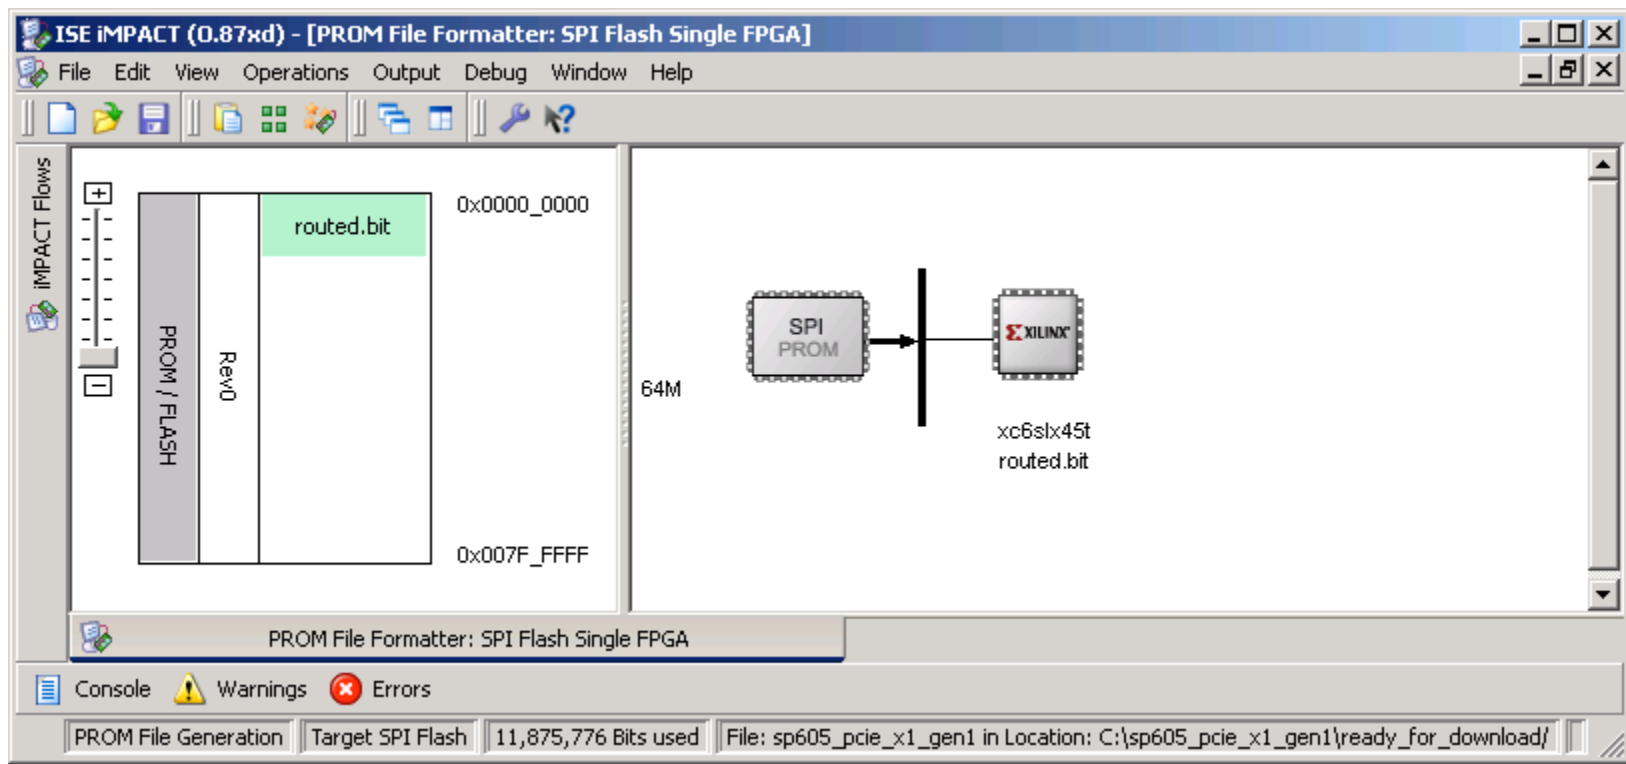 ISE iMPACT (O.87xd) - [PROM File Formatter: SPI Flash Single FPGA]
File Edit View Operations Output Debug Window Help
iMPACT Flows
routed.bit
0x0000_0000
PROM / FLASH
Rev0
0x007F_FFFF
64M
SPI
PROM
XILINX
xc6slx45t
routed.bit
PROM File Formatter: SPI Flash Single FPGA
Console Warnings Errors
PROM File Generation Target SPI Flash 11,875,776 Bits used File: sp605_pcie_x1_gen1 in Location: C:\sp605_pcie_x1_gen1\ready_for_download/